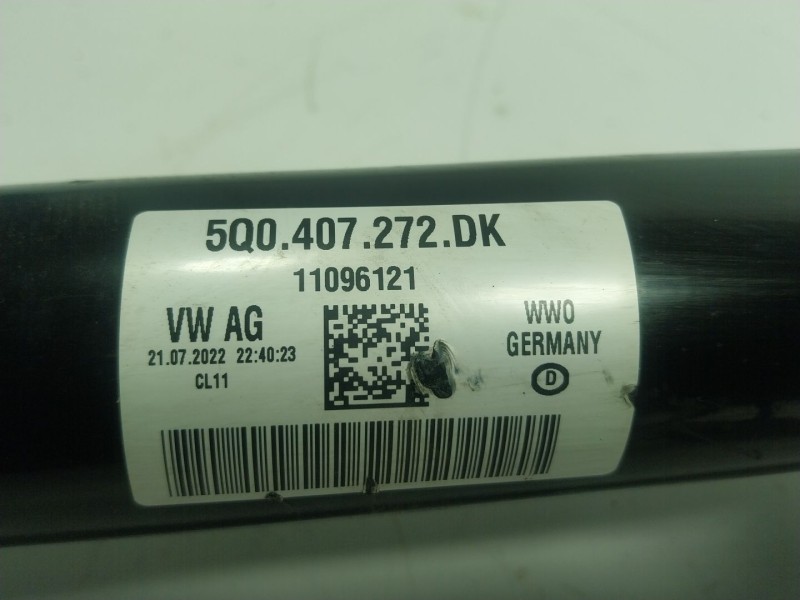 5Q0.407.272.DK
11096121
VW AG
21.07.2022 22:40:23
CL11
WWO
GERMANY
D